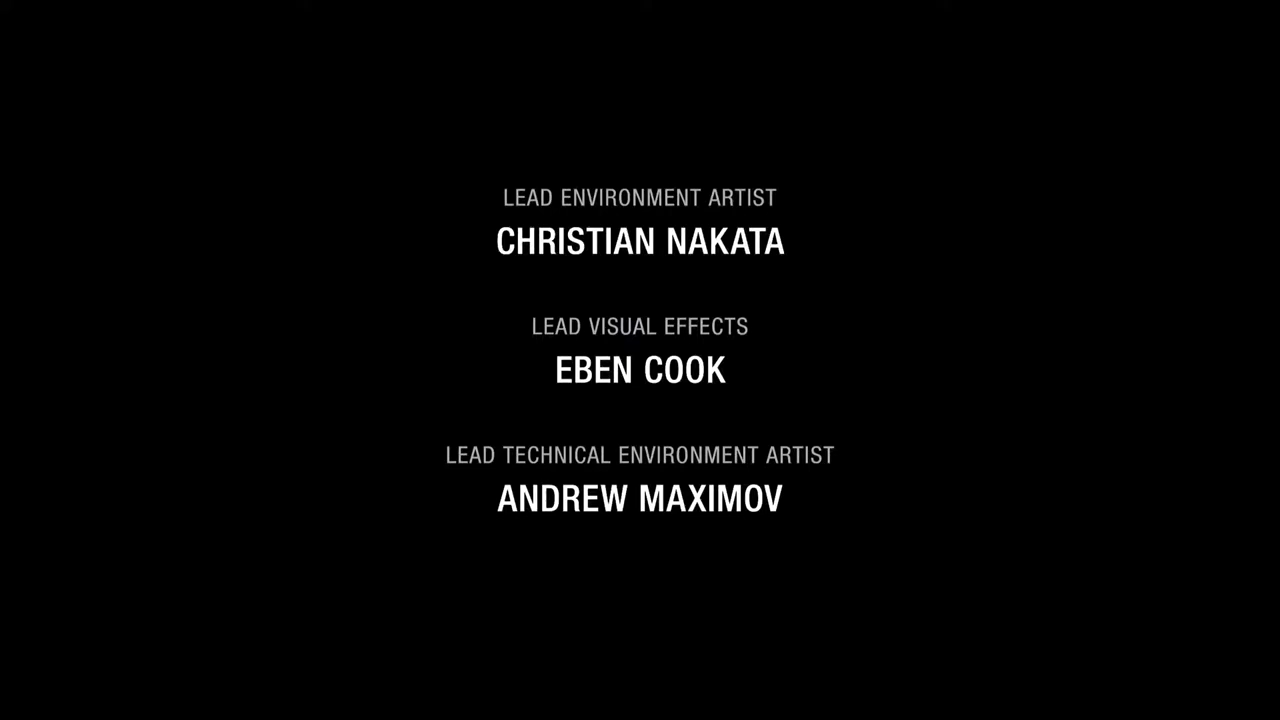 LEAD ENVIRONMENT ARTIST
CHRISTIAN NAKATA
LEAD VISUAL EFFECTS
EBEN COOK
LEAD TECHNICAL ENVIRONMENT ARTIST
ANDREW MAXIMOV